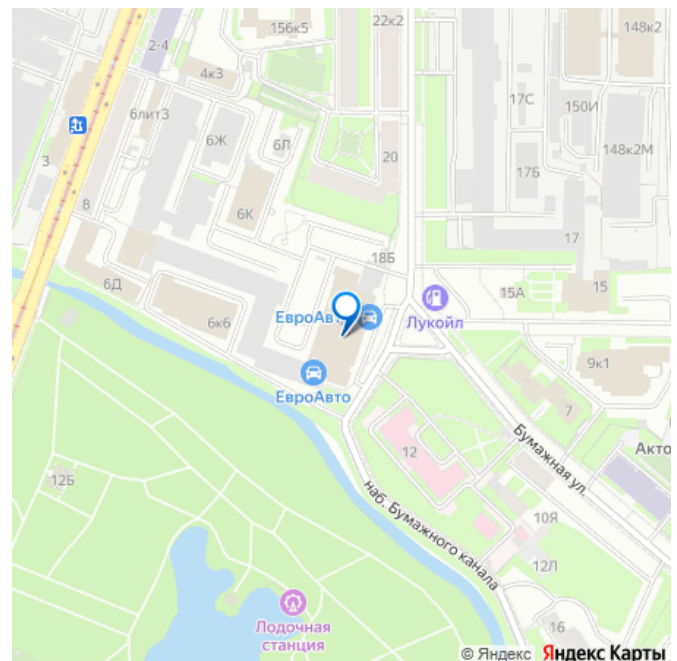 22к2
156к5
148к2
2-4
4к3
17С
150И
6литЗ
6Ж
6Л
148к2М
3
20
17Б
6К
8
17
18Б
6Д
15А
15
ЕвроАвт
Лукойл
6к6
9к1
ЕвроАвто
7
Бумажная ул.
Акто
12
12Б
наб. Бумажного канала
10Я
12Л
Лодочная
станция
16
© Яндекс Яндекс Карты